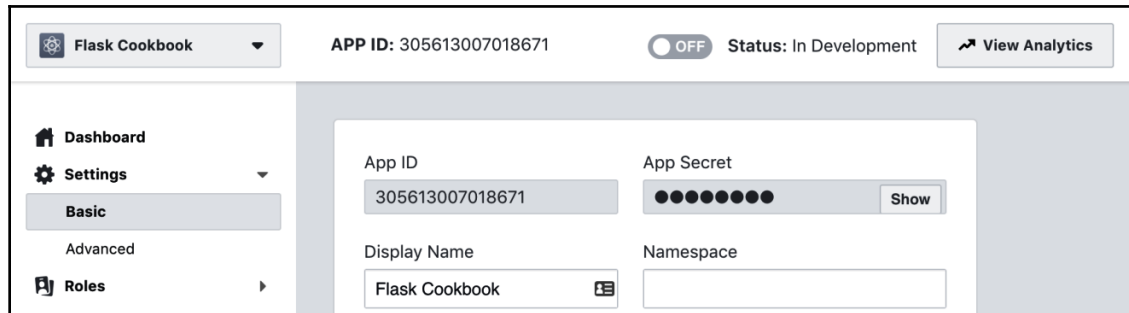 Flask Cookbook
APP ID: 305613007018671
OFF
Status: In Development
View Analytics
Dashboard
Settings
Basic
Advanced
Roles
App ID
App Secret
305613007018671
Show
Display Name
Namespace
Flask Cookbook